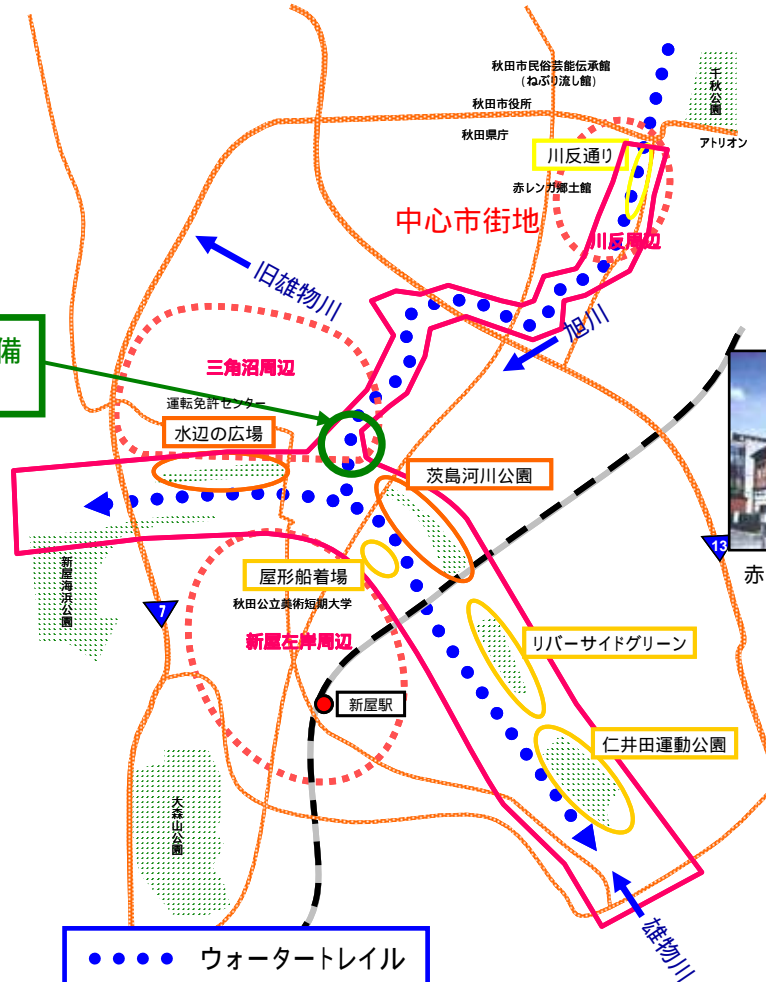 秋田市民俗芸能伝承館
(ねぶり流し館)
千秋公園
秋田市役所
秋田県庁
アトリオン
川反通り
赤レンガ郷土館
中心市街地
川反周辺
旧雄物川
旭川
備
三角沼周辺
運転免許センター
水辺の広場
茨島河川公園
13
赤
新屋海浜公園
屋形船着場
秋田公立美術短期大学
7
新屋左岸周辺
リバーサイドグリーン
新屋駅
仁井田運動公園
大森山公園
雄物川
ウォータートレイル